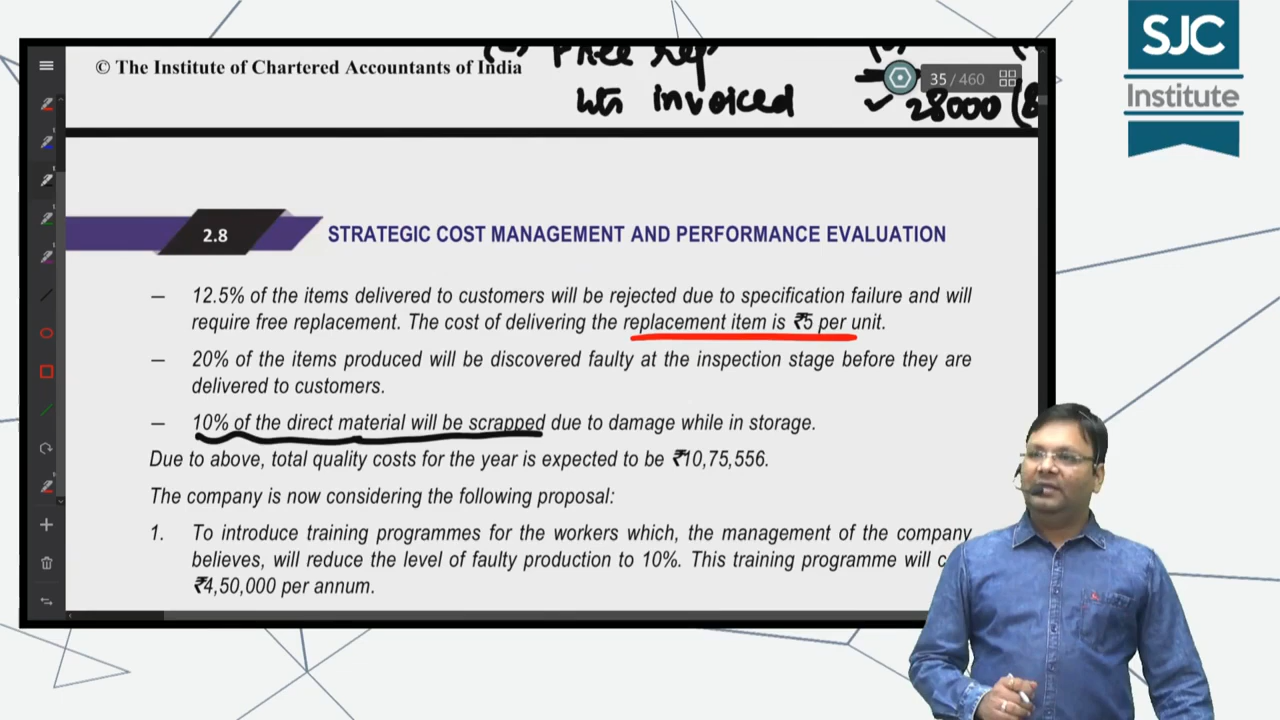 Free rep
© The Institute of Chartered Accountants of India
35 / 460
invoiced
28000
SJC
Institute
2.8
STRATEGIC COST MANAGEMENT AND PERFORMANCE EVALUATION
– 12.5% of the items delivered to customers will be rejected due to specification failure and will
require free replacement. The cost of delivering the replacement item is ₹5 per unit.
– 20% of the items produced will be discovered faulty at the inspection stage before they are
delivered to customers.
– 10% of the direct material will be scrapped due to damage while in storage.
Due to above, total quality costs for the year is expected to be ₹10,75,556.
The company is now considering the following proposal:
1. To introduce training programmes for the workers which, the management of the company
believes, will reduce the level of faulty production to 10%. This training programme will
₹4,50,000 per annum.